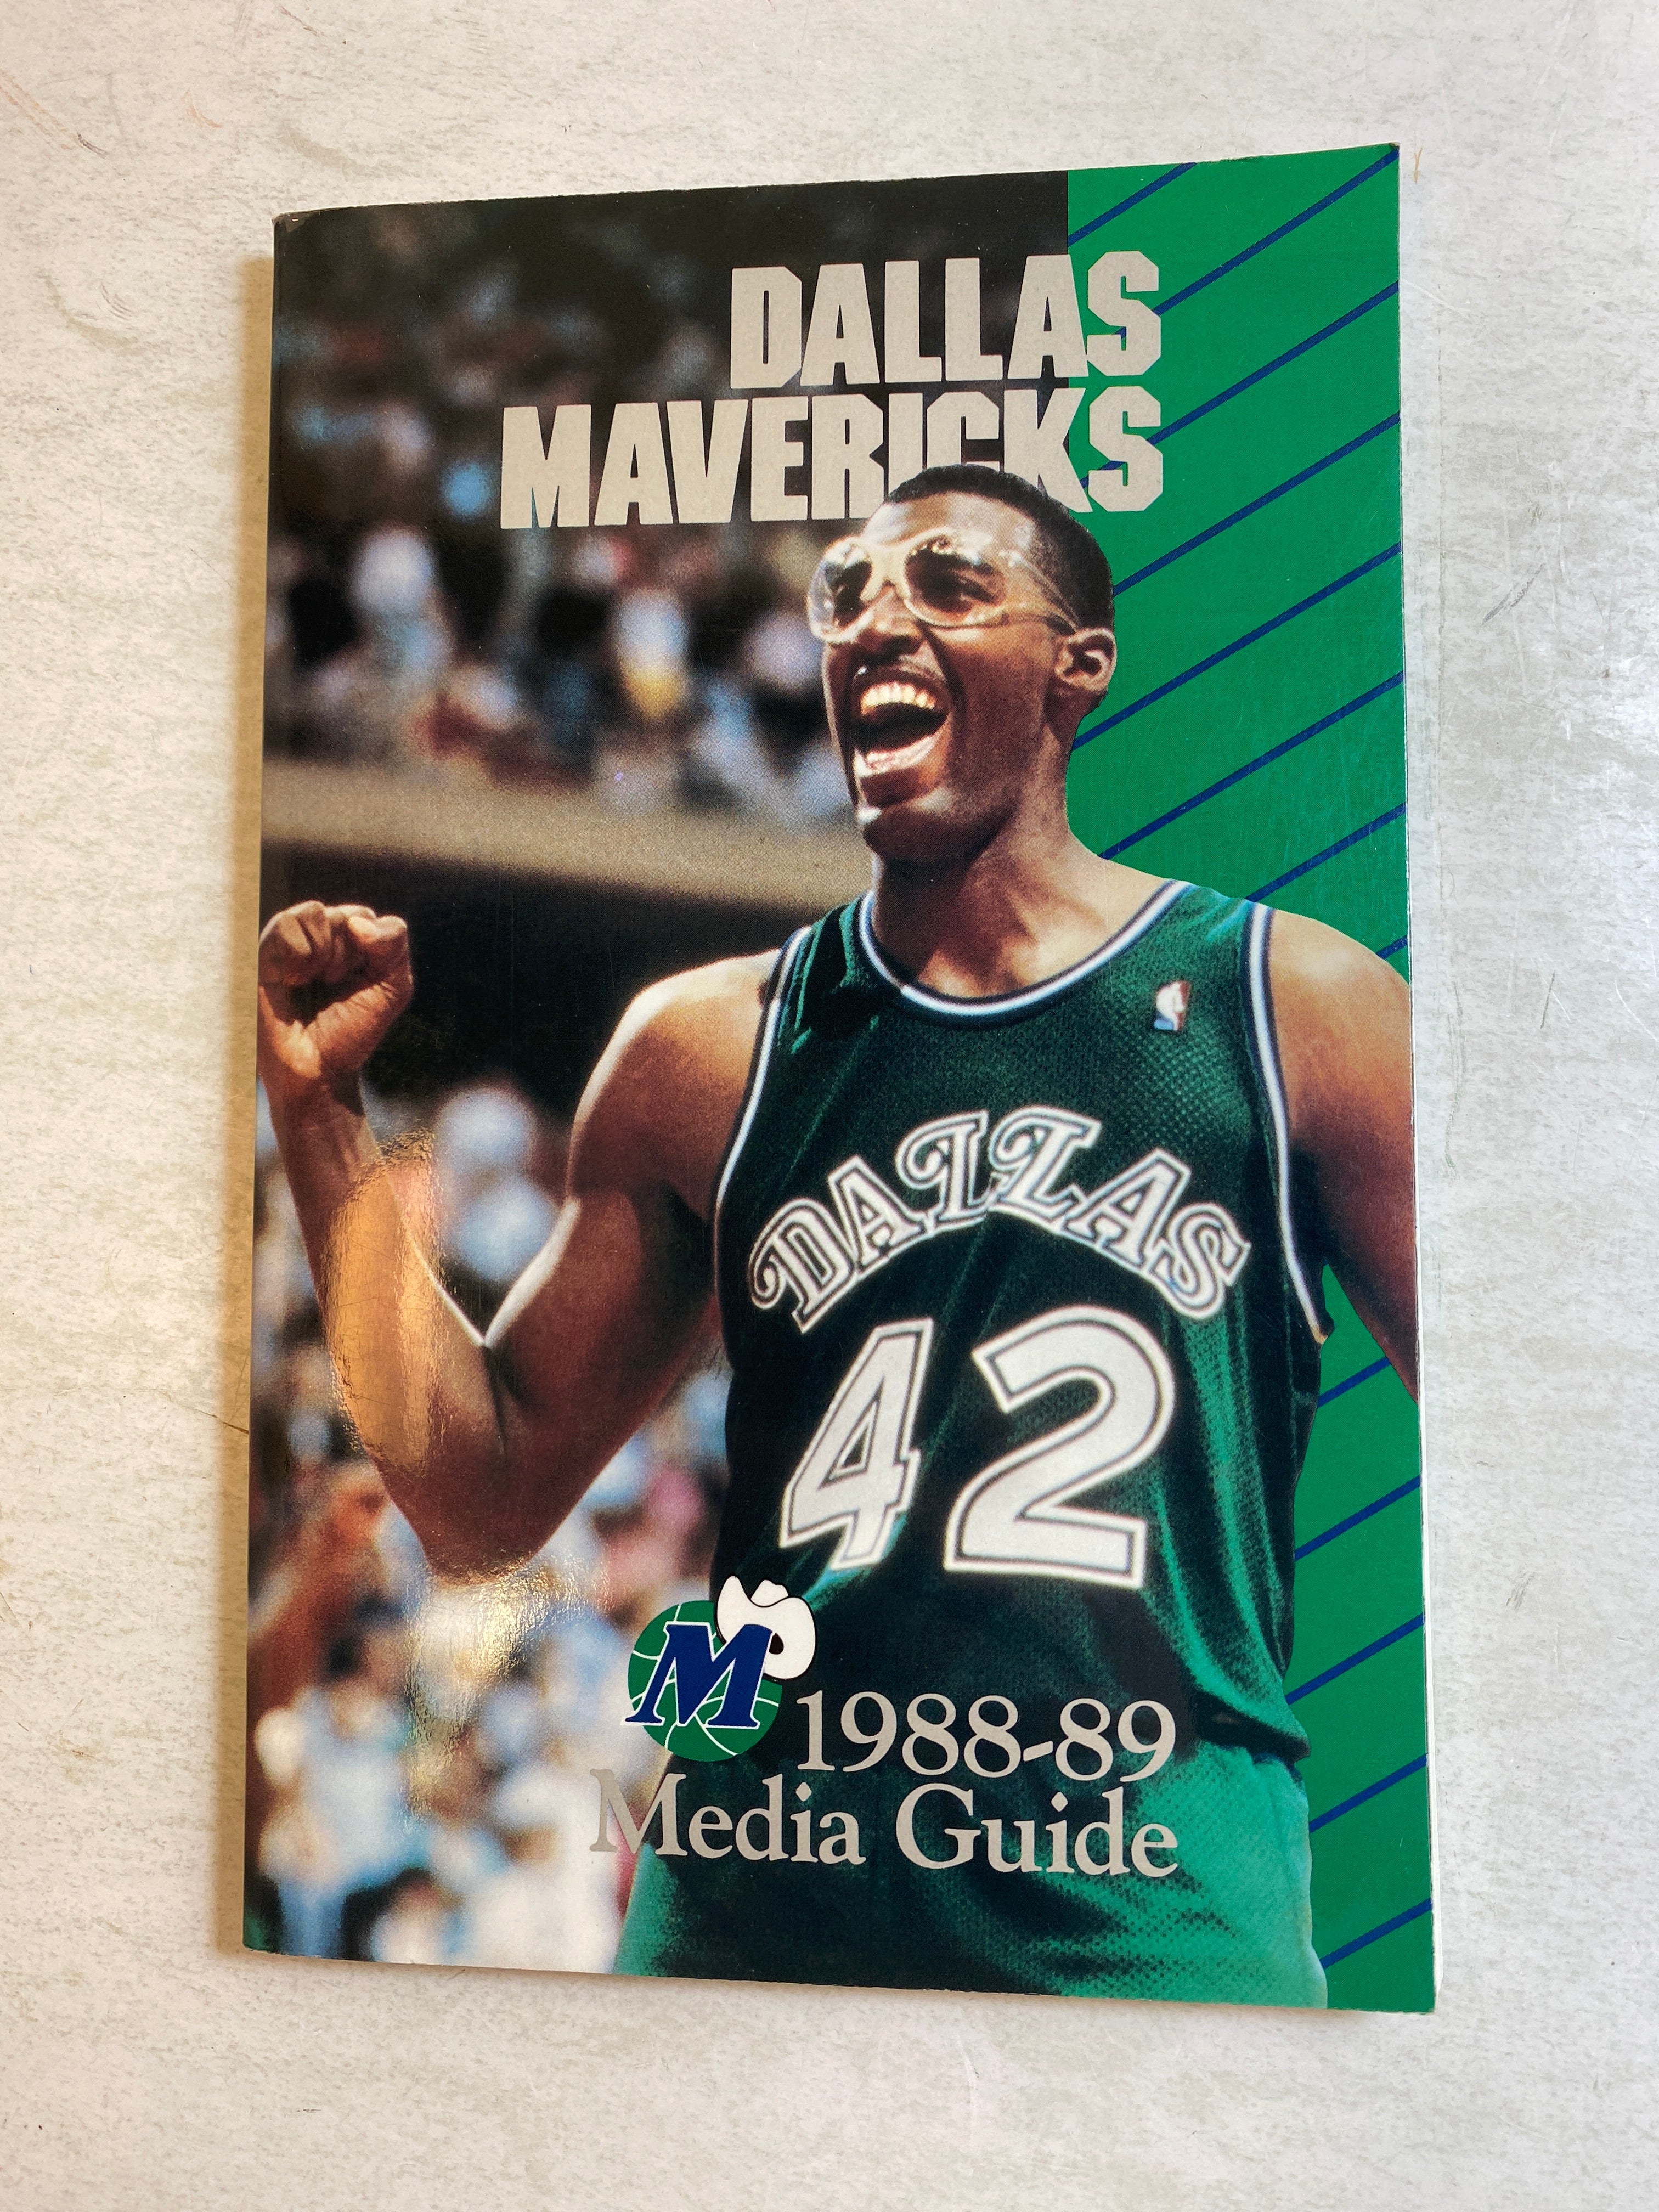 DALLAS
MAVERICKS
DALLAS
42
M
1988-89
Media Guide